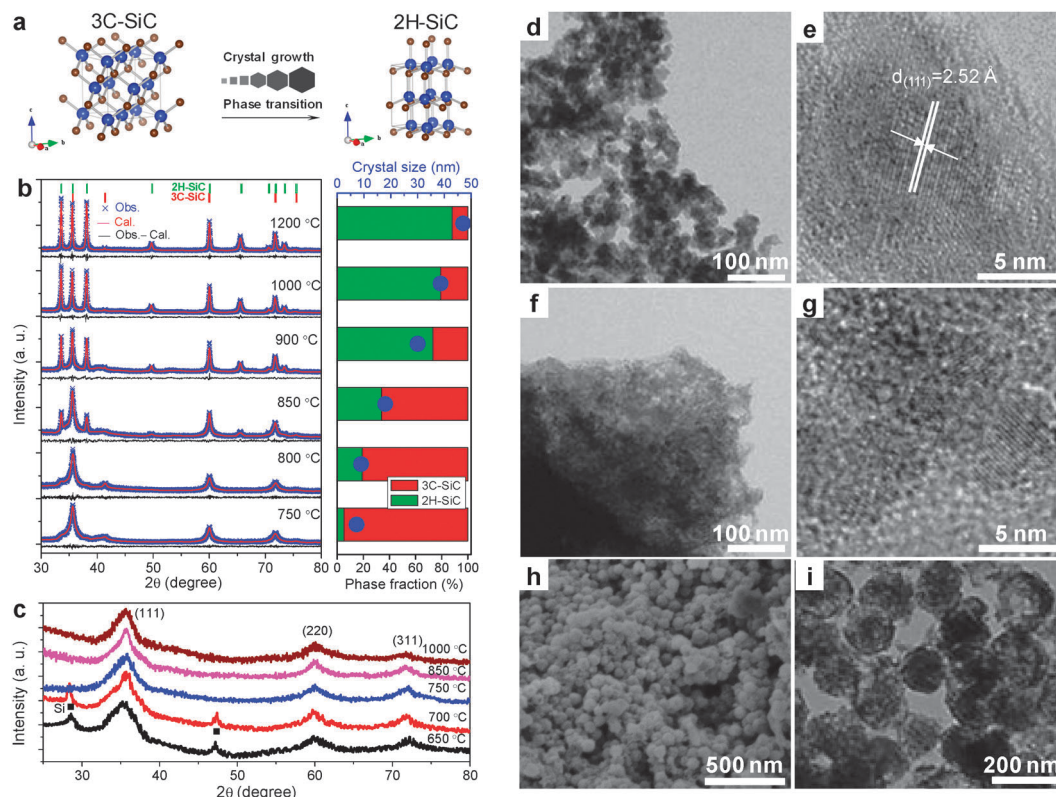 a
3C-SiC
2H-SiC
Crystal growth
Phase transition
c
b
a
c
b
a
b
2H-SiC
3C-SiC
× Obs.
— Cal.
— Obs.– Cal.
1200 °C
1000 °C
900 °C
850 °C
800 °C
750 °C
Intensity (a. u.)
30 40 50 60 70 80
2θ (degree)
Crystal size (nm)
0 10 20 30 40 50
3C-SiC
2H-SiC
0 20 40 60 80 100
Phase fraction (%)
c
(111)
(220)
(311)
1000 °C
850 °C
750 °C
700 °C
650 °C
Si
Intensity (a. u.)
30 40 50 60 70 80
2θ (degree)
d
100 nm
e
d(111)=2.52 Å
5 nm
f
100 nm
g
5 nm
h
500 nm
i
200 nm